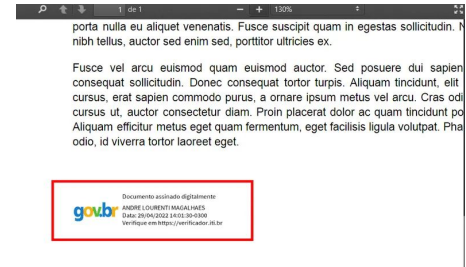 1 de 1
130%
porta nulla eu aliquet venenatis. Fusce suscipit quam in egestas sollicitudin.
nibh tellus, auctor sed enim sed, porttitor ultricies ex.
Fusce vel arcu euismod quam euismod auctor. Sed posuere dui sapien
consequat sollicitudin. Donec consequat tortor turpis. Aliquam tincidunt, elit
cursus, erat sapien commodo purus, a ornare ipsum metus vel arcu. Cras odi
cursus ut, auctor consectetur diam. Proin placerat dolor ac quam tincidunt po
Aliquam efficitur metus eget quam fermentum, eget facilisis ligula volutpat. Pha
odio, id viverra tortor laoreet eget.
gov.br
Documento assinado digitalmente
ANDRE LOURENTI MAGALHAES
Data: 29/04/2022 14:01:30-0300
Verifique em https://verificador.iti.br